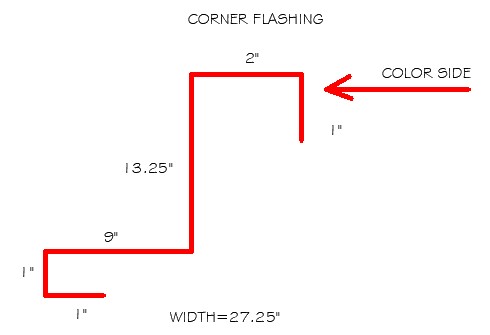 CORNER FLASHING
2"
COLOR SIDE
1"
13.25"
9"
1"
1"
WIDTH=27.25"